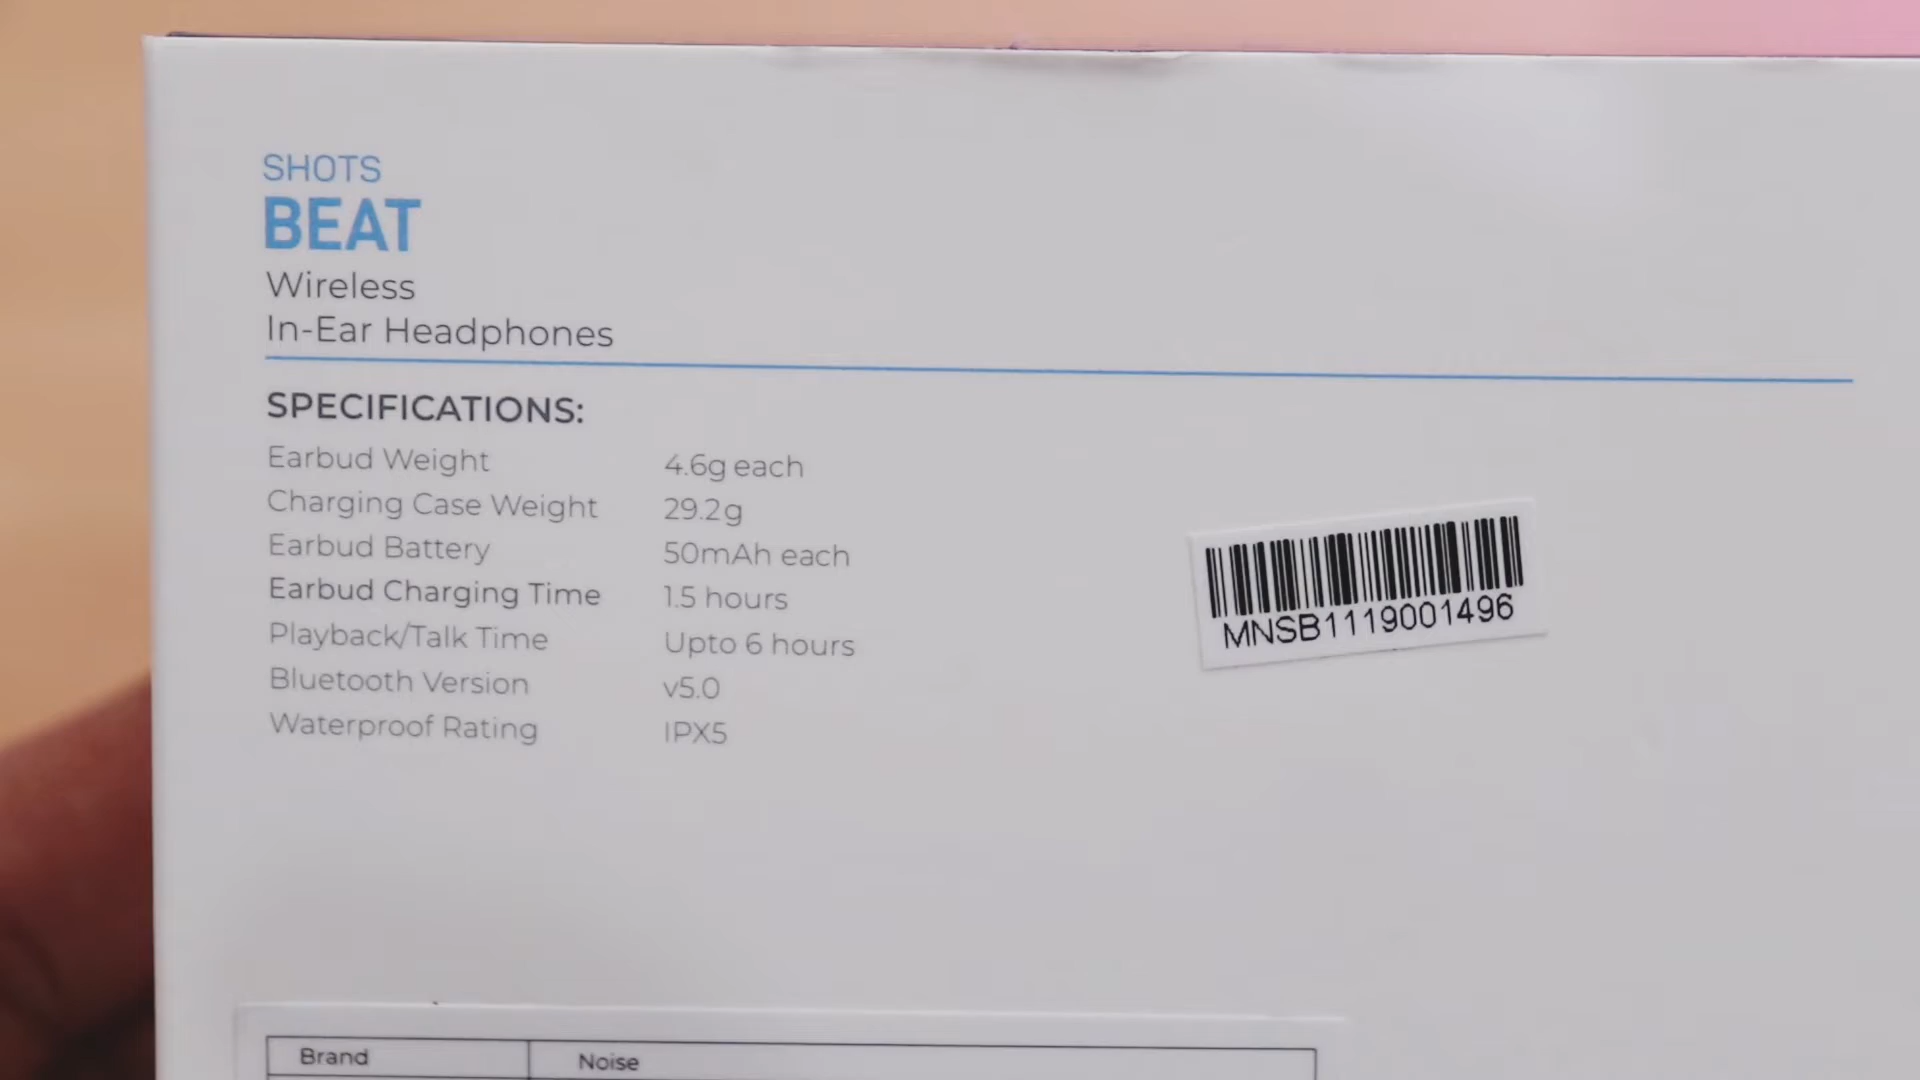 SHOTS
BEAT
Wireless
In-Ear Headphones
SPECIFICATIONS:
Earbud Weight 4.6g each
Charging Case Weight 29.2g
Earbud Battery 50mAh each
Earbud Charging Time 1.5 hours
Playback/Talk Time Upto 6 hours
Bluetooth Version v5.0
Waterproof Rating IPX5
MNSB1119001496
Brand Noise